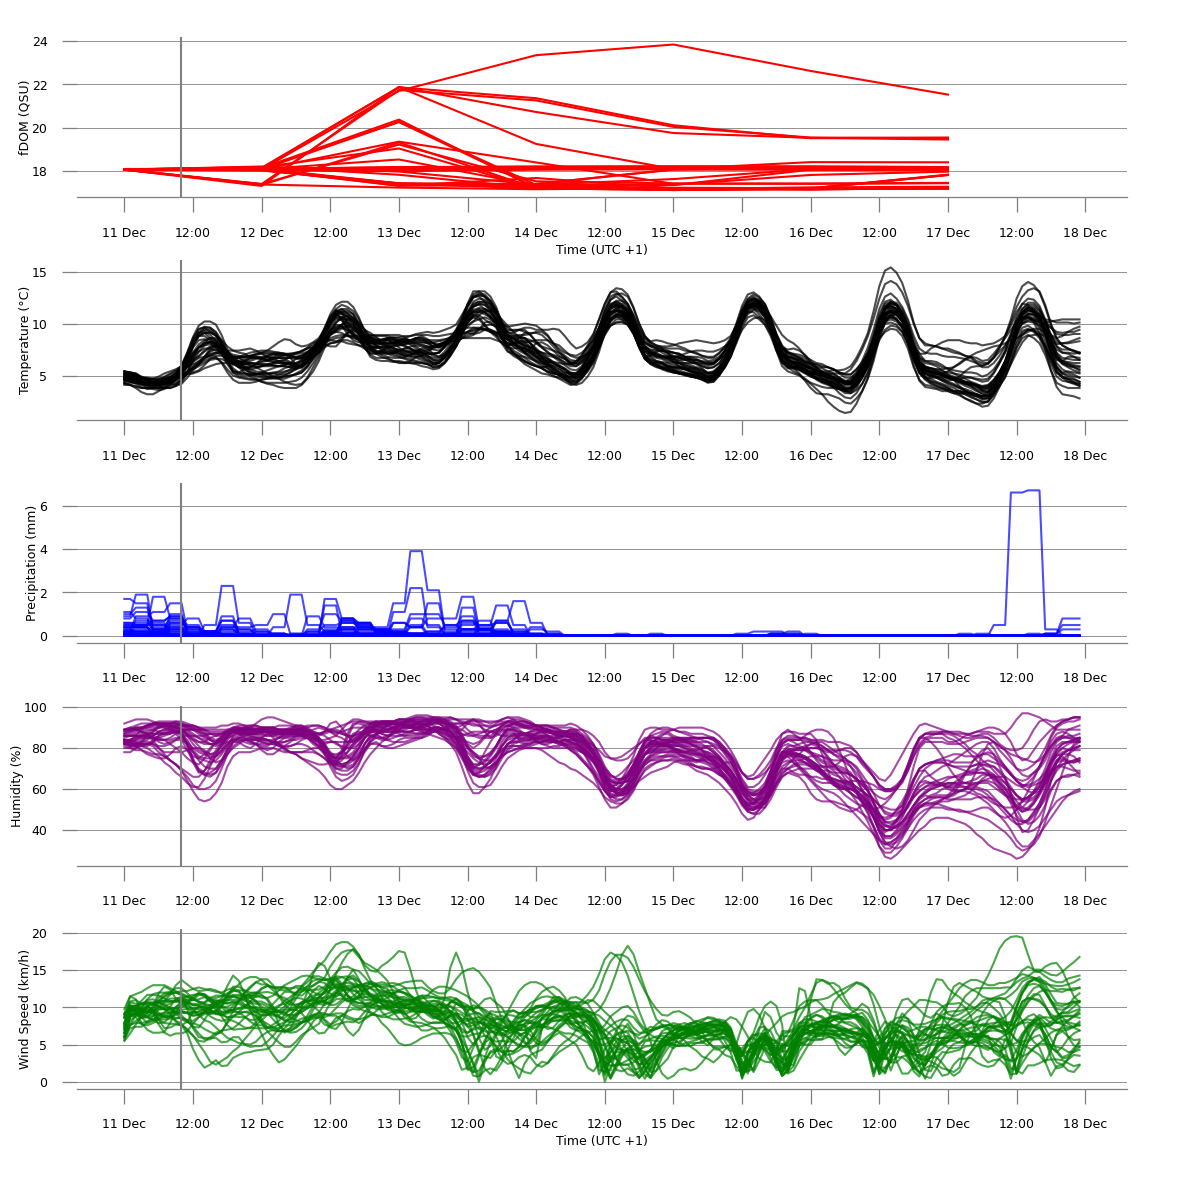 24
22
20
18
fDOM (QSU)
11 Dec 12:00 12 Dec 12:00 13 Dec 12:00 14 Dec 12:00 15 Dec 12:00 16 Dec 12:00 17 Dec 12:00 18 Dec
Time (UTC +1)
15
10
5
Temperature (°C)
11 Dec 12:00 12 Dec 12:00 13 Dec 12:00 14 Dec 12:00 15 Dec 12:00 16 Dec 12:00 17 Dec 12:00 18 Dec
6
4
2
0
Precipitation (mm)
11 Dec 12:00 12 Dec 12:00 13 Dec 12:00 14 Dec 12:00 15 Dec 12:00 16 Dec 12:00 17 Dec 12:00 18 Dec
100
80
60
40
Humidity (%)
11 Dec 12:00 12 Dec 12:00 13 Dec 12:00 14 Dec 12:00 15 Dec 12:00 16 Dec 12:00 17 Dec 12:00 18 Dec
20
15
10
5
0
Wind Speed (km/h)
11 Dec 12:00 12 Dec 12:00 13 Dec 12:00 14 Dec 12:00 15 Dec 12:00 16 Dec 12:00 17 Dec 12:00 18 Dec
Time (UTC +1)